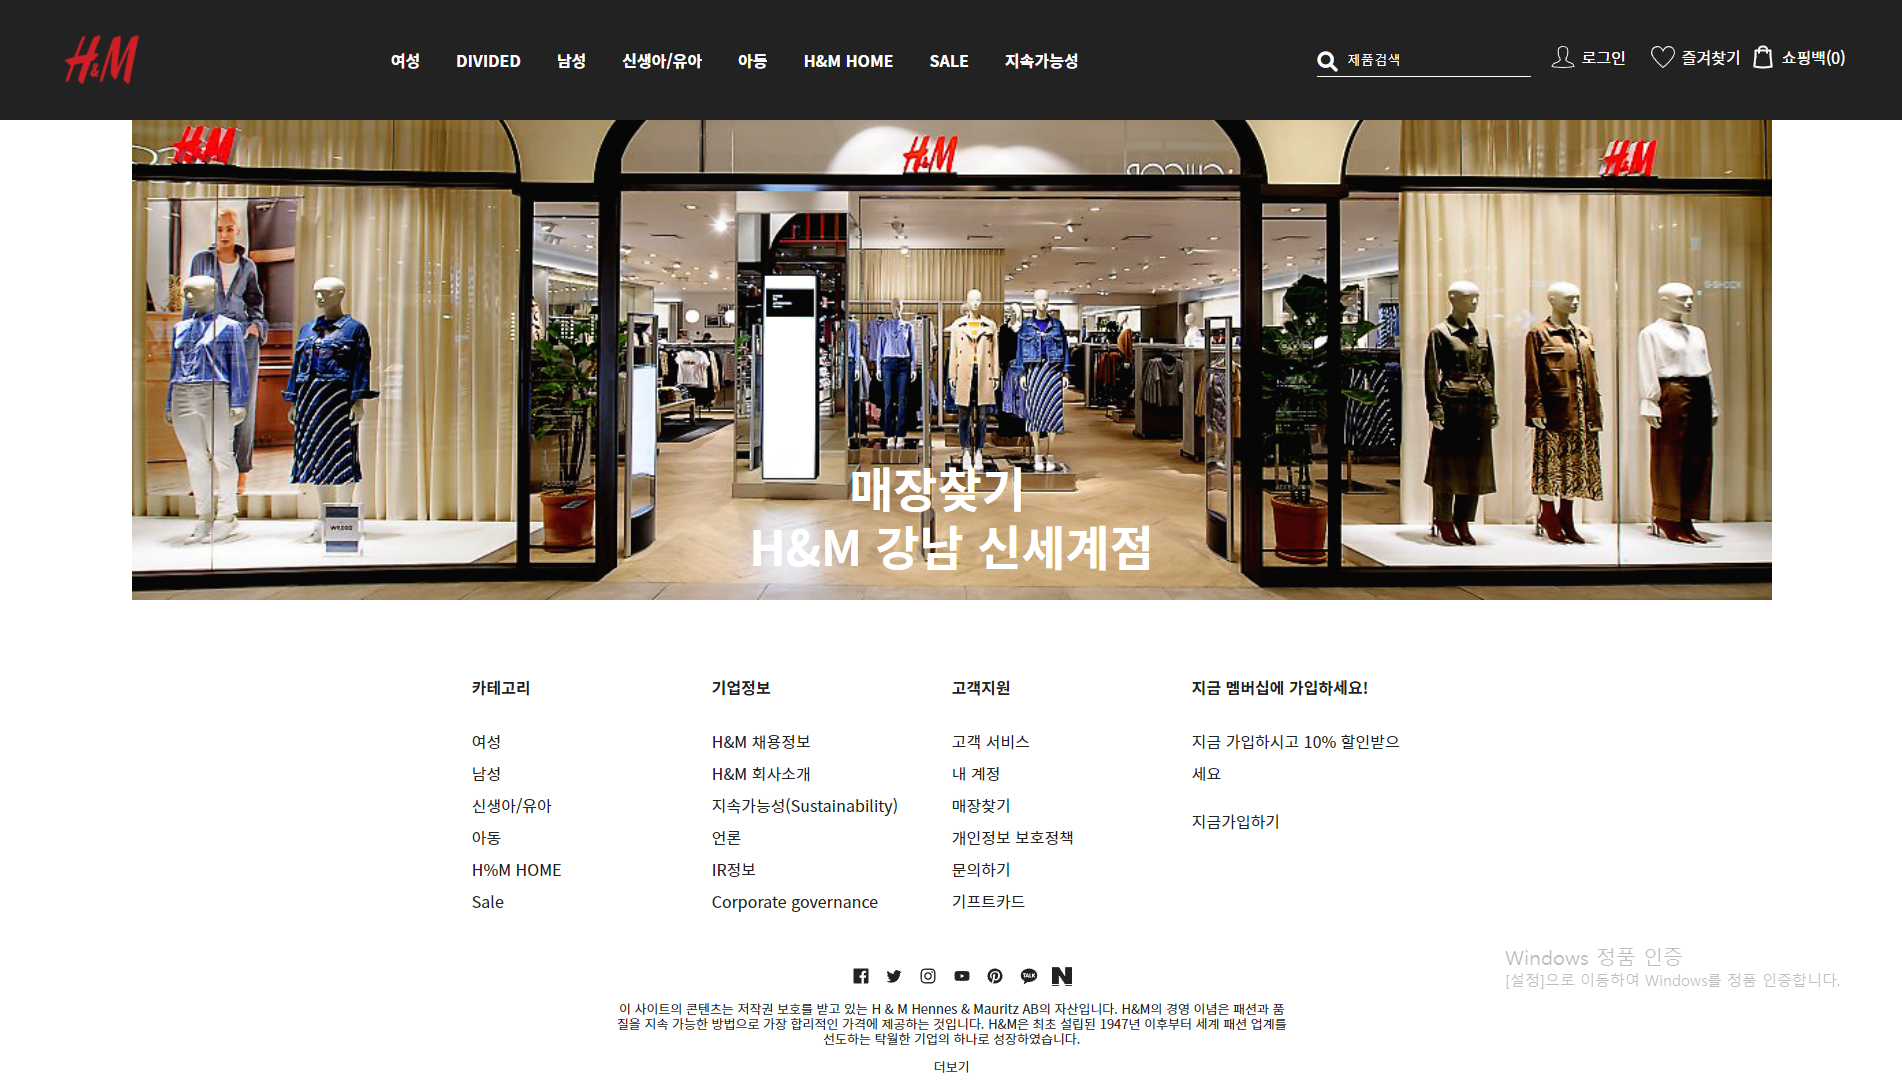 H&M
여성 DIVIDED 남성 신생아/유아 아동 H&M HOME SALE 지속가능성
제품검색
로그인 즐겨찾기 쇼핑백(0)
H&M H&M H&M
G-SHOCK
₩9,000
매장찾기
H&M 강남 신세계점
카테고리
여성
남성
신생아/유아
아동
H%M HOME
Sale
기업정보
H&M 채용정보
H&M 회사소개
지속가능성(Sustainability)
언론
IR정보
Corporate governance
고객지원
고객 서비스
내 계정
매장찾기
개인정보 보호정책
문의하기
기프트카드
지금 멤버십에 가입하세요!
지금 가입하시고 10% 할인받으
세요
지금가입하기
Windows 정품 인증
[설정]으로 이동하여 Windows를 정품 인증합니다.
TALK
이 사이트의 콘텐츠는 저작권 보호를 받고 있는 H & M Hennes & Mauritz AB의 자산입니다. H&M의 경영 이념은 패션과 품
질을 지속 가능한 방법으로 가장 합리적인 가격에 제공하는 것입니다. H&M은 최초 설립된 1947년 이후부터 세계 패션 업계를
선도하는 탁월한 기업의 하나로 성장하였습니다.
더보기